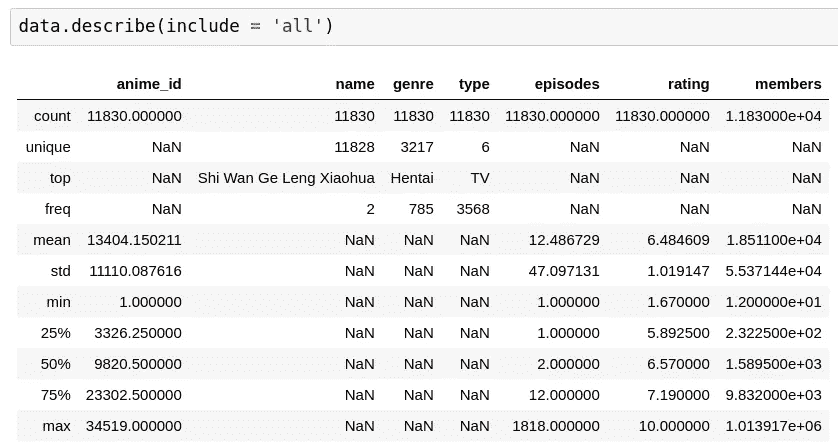 data.describe(include = 'all')
anime_id name genre type episodes rating members
count 11830.000000 11830 11830 11830 11830.000000 11830.000000 1.183000e+04
unique NaN 11828 3217 6 NaN NaN NaN
top NaN Shi Wan Ge Leng Xiaohua Hentai TV NaN NaN NaN
freq NaN 2 785 3568 NaN NaN NaN
mean 13404.150211 NaN NaN NaN 12.486729 6.484609 1.851100e+04
std 11110.087616 NaN NaN NaN 47.097131 1.019147 5.537144e+04
min 1.000000 NaN NaN NaN 1.000000 1.670000 1.200000e+01
25% 3326.250000 NaN NaN NaN 1.000000 5.892500 2.322500e+02
50% 9820.500000 NaN NaN NaN 2.000000 6.570000 1.589500e+03
75% 23302.500000 NaN NaN NaN 12.000000 7.190000 9.832000e+03
max 34519.000000 NaN NaN NaN 1818.000000 10.000000 1.013917e+06